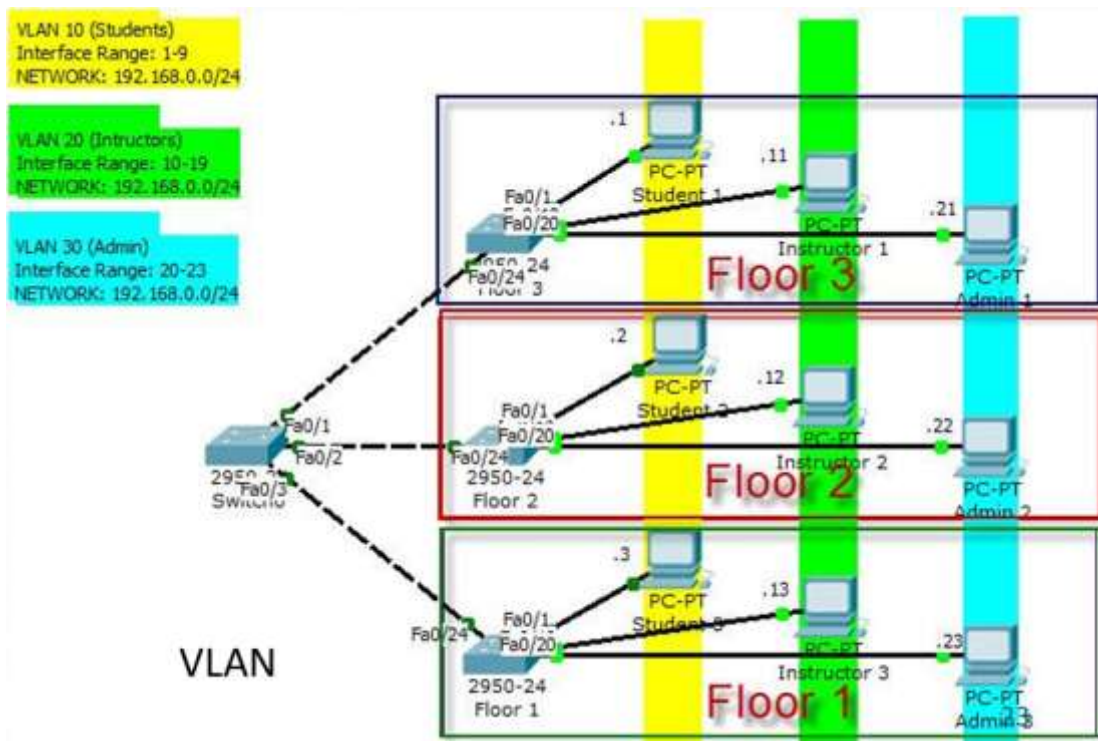 VLAN 10 (Students)
Interface Range: 1-9
NETWORK: 192.168.0.0/24
VLAN 20 (Intructors)
Interface Range: 10-19
NETWORK: 192.168.0.0/24
VLAN 30 (Admin)
Interface Range: 20-23
NETWORK: 192.168.0.0/24
.1
PC-PT
Student 1
.11
PC-PT
Instructor 1
.21
PC-PT
Admin 1
Fa0/1
Fa0/20
2950-24
Fa0/24
Floor 3
Floor 3
.2
PC-PT
Student 2
.12
PC-PT
Instructor 2
.22
PC-PT
Admin 2
Fa0/1
Fa0/20
Fa0/24
2950-24
Floor 2
Floor 2
Fa0/1
Fa0/2
Fa0/3
.3
PC-PT
Student 3
.13
PC-PT
Instructor 3
.23
PC-PT
Admin 3
Fa0/1
Fa0/20
Fa0/24
2950-24
Floor 1
Floor 1
VLAN